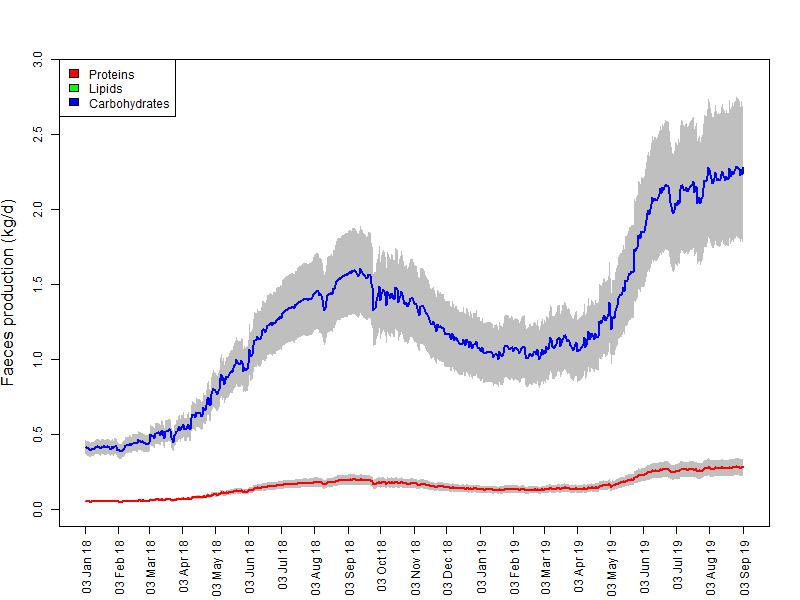 Proteins
Lipids
Carbohydrates
Faeces production (kg/d)
3.0
2.5
2.0
1.5
1.0
0.5
0.0
03 Jan 18
03 Feb 18
03 Mar 18
03 Apr 18
03 May 18
03 Jun 18
03 Jul 18
03 Aug 18
03 Sep 18
03 Oct 18
03 Nov 18
03 Dec 18
03 Jan 19
03 Feb 19
03 Mar 19
03 Apr 19
03 May 19
03 Jun 19
03 Jul 19
03 Aug 19
03 Sep 19